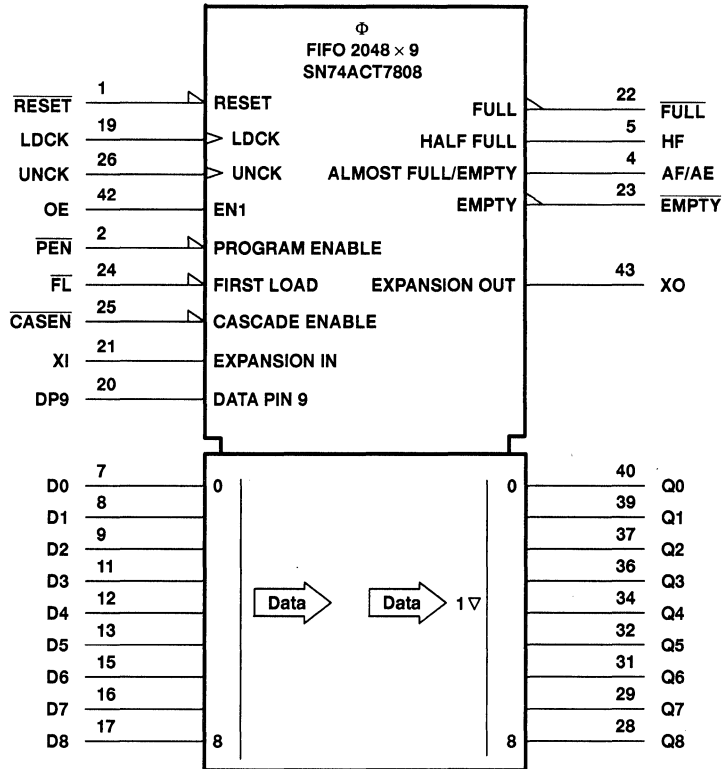 Φ
FIFO 2048 × 9
SN74ACT7808
RESET 1 RESET FULL 22 FULL
LDCK 19 LDCK HALF FULL 5 HF
UNCK 26 UNCK ALMOST FULL/EMPTY 4 AF/AE
OE 42 EN1 EMPTY 23 EMPTY
PEN 2 PROGRAM ENABLE
FL 24 FIRST LOAD EXPANSION OUT 43 XO
CASEN 25 CASCADE ENABLE
XI 21 EXPANSION IN
DP9 20 DATA PIN 9
D0 7 0 0 40 Q0
D1 8 39 Q1
D2 9 37 Q2
D3 11 36 Q3
D4 12 Data Data 1 ▽ 34 Q4
D5 13 32 Q5
D6 15 31 Q6
D7 16 29 Q7
D8 17 8 8 28 Q8